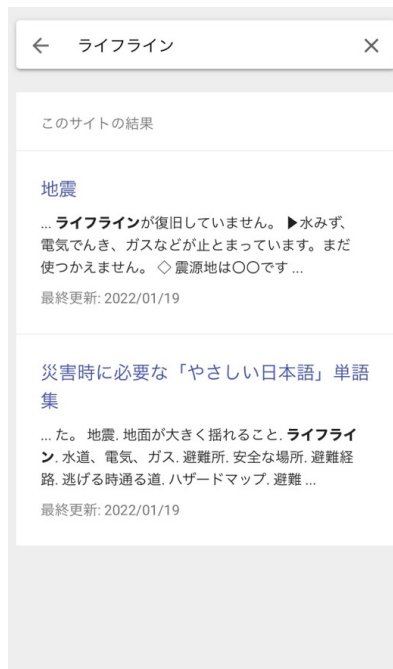 ライフライン
このサイトの結果
地震
... ライフラインが復旧していません。 ▶水みず、
電気でんき、ガスなどが止とまっています。まだ
使つかえません。 ◇ 震源地は〇〇です ...
最終更新: 2022/01/19
災害時に必要な「やさしい日本語」単語
集
... た。 地震. 地面が大きく揺れること. ライフライ
ン. 水道、電気、ガス. 避難所. 安全な場所. 避難経
路. 逃げる時通る道. ハザードマップ. 避難 ...
最終更新: 2022/01/19